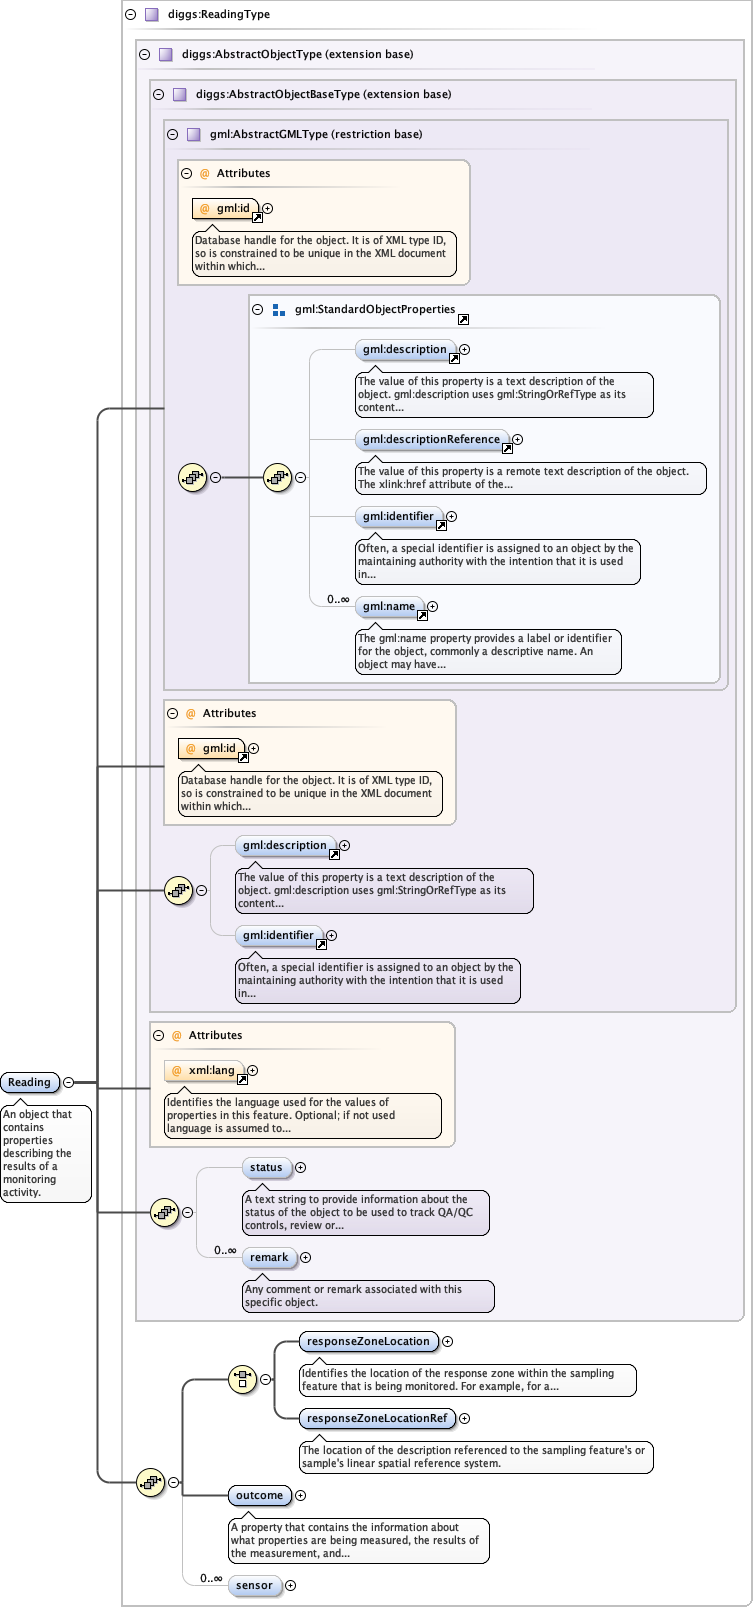 diggs:ReadingType
diggs:AbstractObjectType (extension base)
diggs:AbstractObjectBaseType (extension base)
gml:AbstractGMLType (restriction base)
@ Attributes
@ gml:id
Database handle for the object. It is of XML type ID,
so is constrained to be unique in the XML document
within which...
gml:StandardObjectProperties
gml:description
The value of this property is a text description of the
object. gml:description uses gml:StringOrRefType as its
content...
gml:descriptionReference
The value of this property is a remote text description of the object.
The xlink:href attribute of the...
gml:identifier
Often, a special identifier is assigned to an object by the
maintaining authority with the intention that it is used
in...
0..∞
gml:name
The gml:name property provides a label or identifier
for the object, commonly a descriptive name. An
object may have...
@ Attributes
@ gml:id
Database handle for the object. It is of XML type ID,
so is constrained to be unique in the XML document
within which...
gml:description
The value of this property is a text description of the
object. gml:description uses gml:StringOrRefType as its
content...
gml:identifier
Often, a special identifier is assigned to an object by the
maintaining authority with the intention that it is used
in...
@ Attributes
@ xml:lang
Identifies the language used for the values of
properties in this feature. Optional; if not used
language is assumed to...
Reading
An object that
contains
properties
describing the
results of a
monitoring
activity.
status
A text string to provide information about the
status of the object to be used to track QA/QC
controls, review or...
0..∞
remark
Any comment or remark associated with this
specific object.
responseZoneLocation
Identifies the location of the response zone within the sampling
feature that is being monitored. For example, for a...
responseZoneLocationRef
The location of the description referenced to the sampling feature's or
sample's linear spatial reference system.
outcome
A property that contains the information about
what properties are being measured, the results of
the measurement, and...
0..∞
sensor